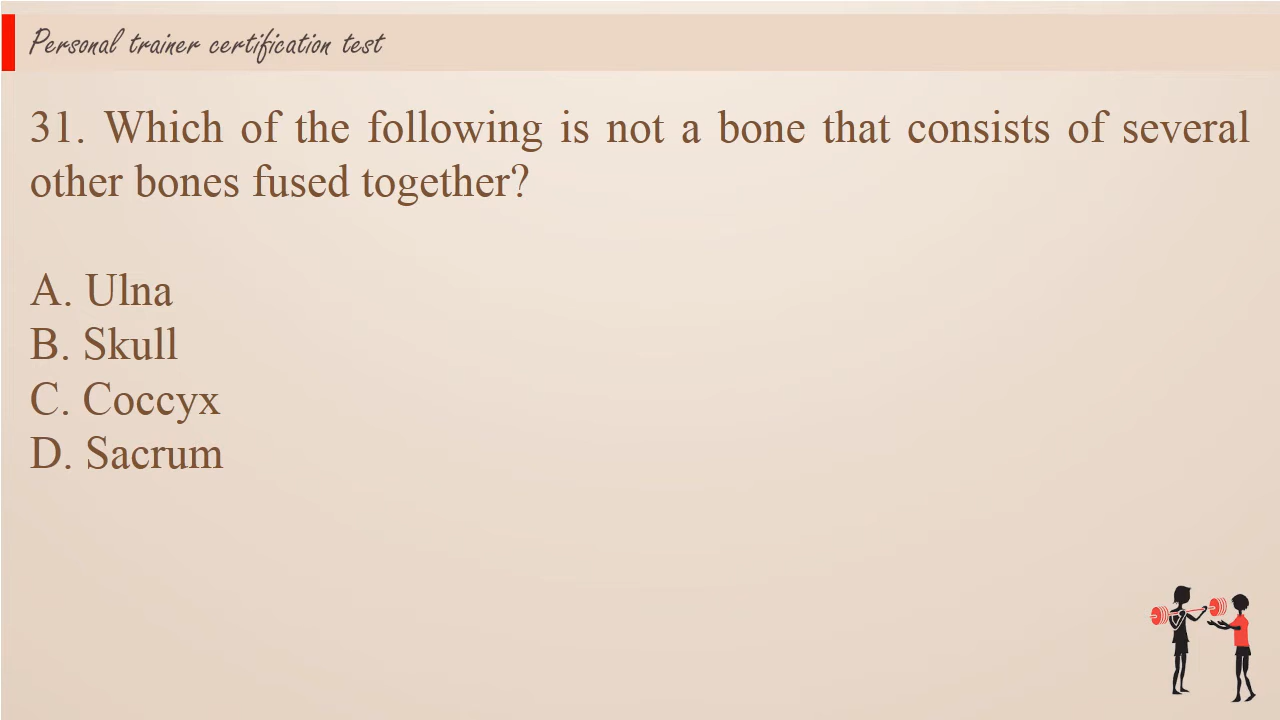 Personal trainer certification test
31. Which of the following is not a bone that consists of several
other bones fused together?
A. Ulna
B. Skull
C. Coccyx
D. Sacrum